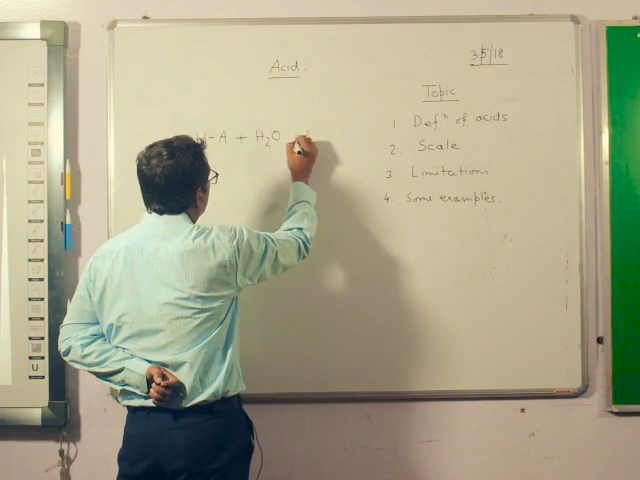 Acid
3/5/18
H-A + H₂O
Topic
1. Defⁿ of acids
2. Scale
3 Limitations
4. Some examples.
U